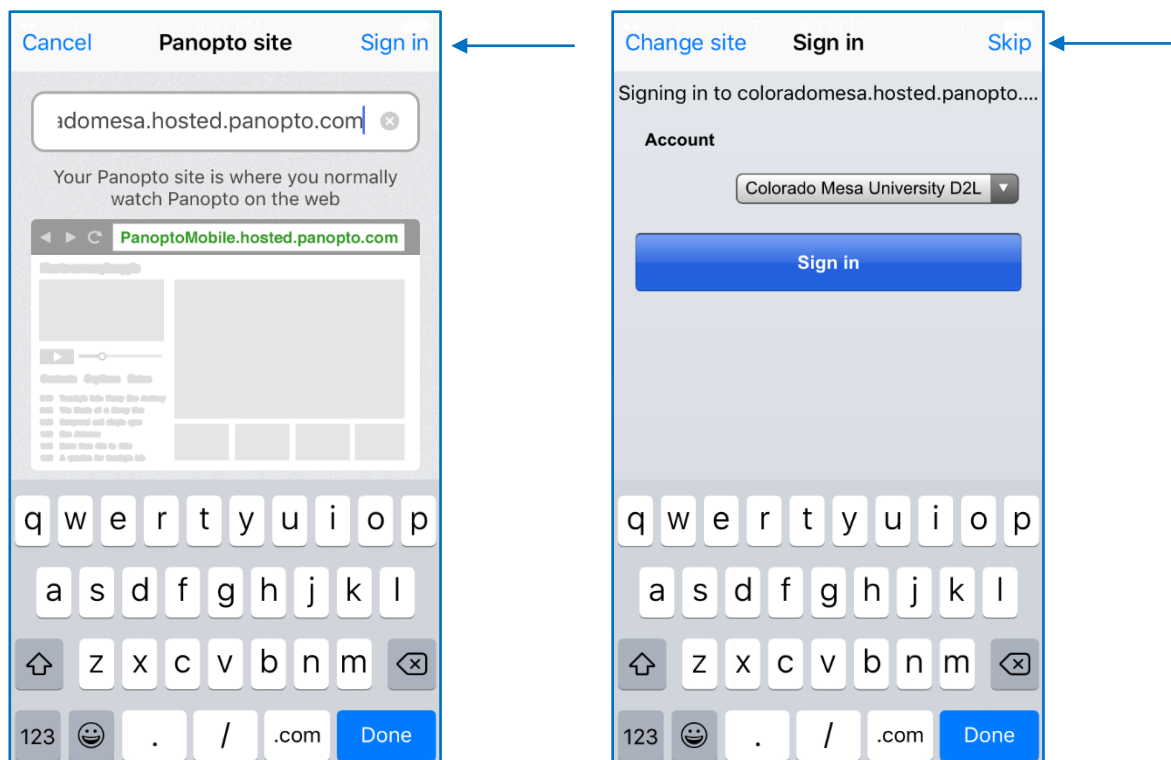 Cancel Panopto site Sign in
adomesa.hosted.panopto.com
Your Panopto site is where you normally
watch Panopto on the web
PanoptoMobile.hosted.panopto.com
q w e r t y u i o p
a s d f g h j k l
z x c v b n m
123 . / .com Done
Change site Sign in Skip
Signing in to coloradomesa.hosted.panopto....
Account
Colorado Mesa University D2L
Sign in
q w e r t y u i o p
a s d f g h j k l
z x c v b n m
123 . / .com Done